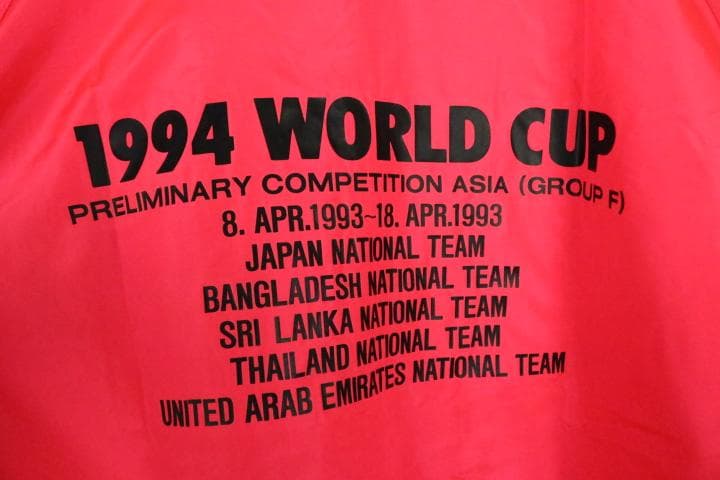 1994 WORLD CUP
PRELIMINARY COMPETITION ASIA (GROUP F)
8. APR.1993~18. APR.1993
JAPAN NATIONAL TEAM
BANGLADESH NATIONAL TEAM
SRI LANKA NATIONAL TEAM
THAILAND NATIONAL TEAM
UNITED ARAB EMIRATES NATIONAL TEAM